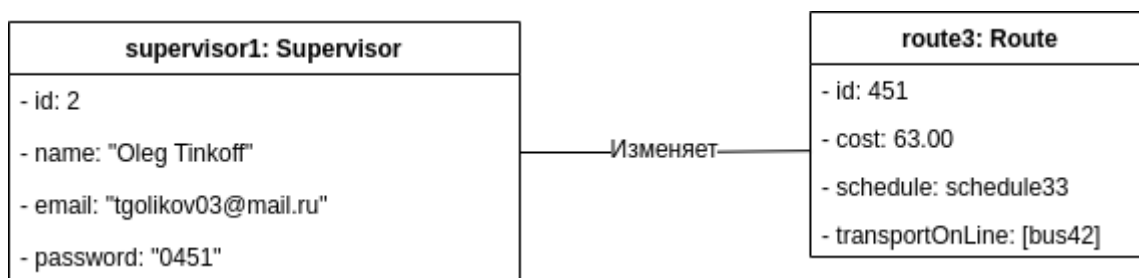 supervisor1: Supervisor
- id: 2
- name: "Oleg Tinkoff"
- email: "tgolikov03@mail.ru"
- password: "0451"
Изменяет
route3: Route
- id: 451
- cost: 63.00
- schedule: schedule33
- transportOnLine: [bus42]